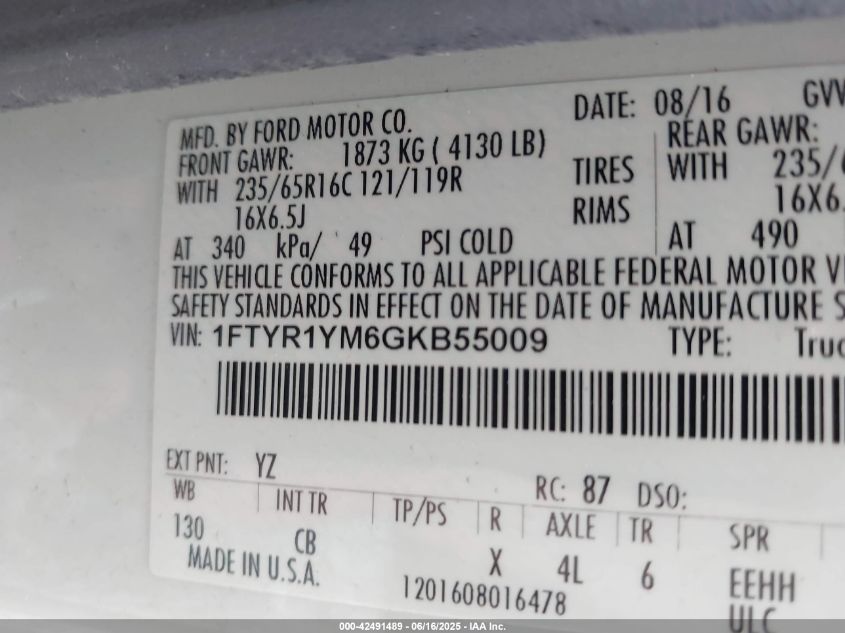 MFD. BY FORD MOTOR CO.
DATE: 08/16
FRONT GAWR: 1873 KG ( 4130 LB)
REAR GAWR:
WITH 235/65R16C 121/119R
TIRES
WITH
16X6.5J
RIMS
AT 340 kPa/ 49 PSI COLD
AT 490
THIS VEHICLE CONFORMS TO ALL APPLICABLE FEDERAL MOTOR
SAFETY STANDARDS IN EFFECT ON THE DATE OF MANUFACTURE
VIN: 1FTYR1YM6GKB55009
TYPE:
EXT PNT: YZ
RC: 87 DSO:
WB INT TR TP/PS R AXLE TR SPR
130 CB X 4L 6 EEHH
MADE IN U.S.A.
1201608016478
ULC
000-42491489 - 06/16/2025 - IAA Inc.